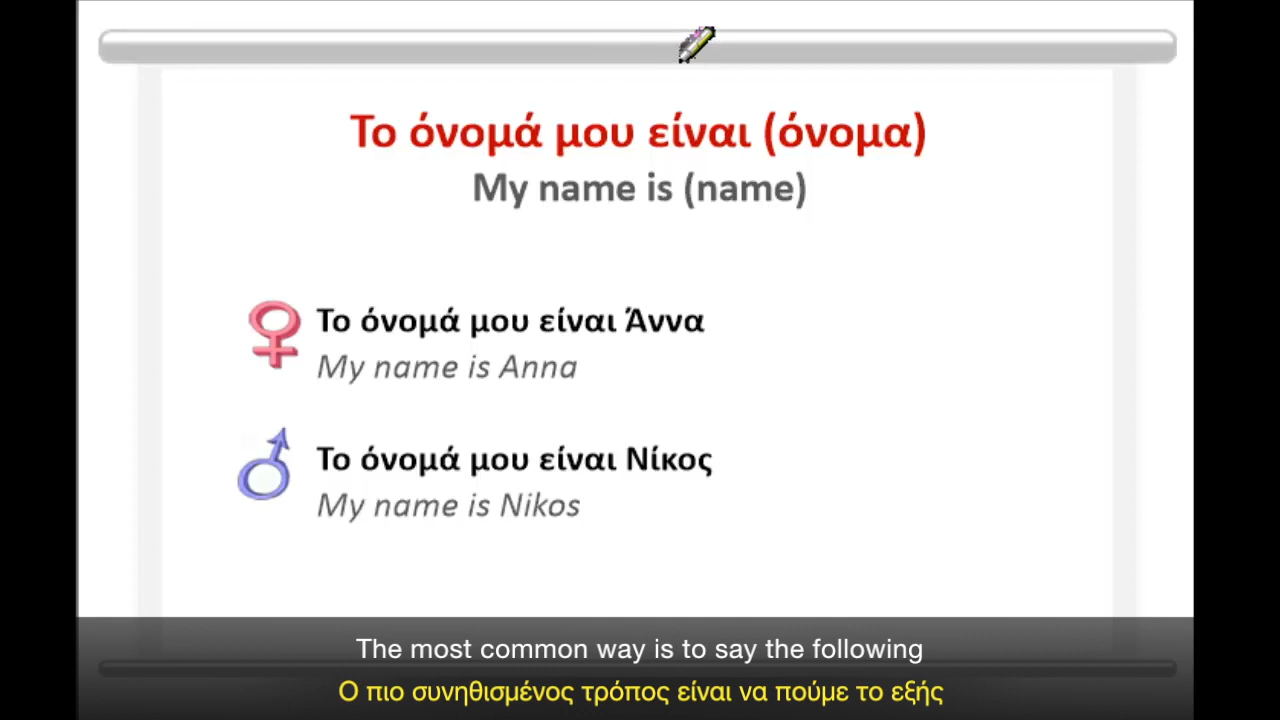 Το όνομά μου είναι (όνομα)
My name is (name)
Το όνομά μου είναι Άννα
My name is Anna
Το όνομά μου είναι Νίκος
My name is Nikos
The most common way is to say the following
Ο πιο συνηθισμένος τρόπος είναι να πούμε το εξής